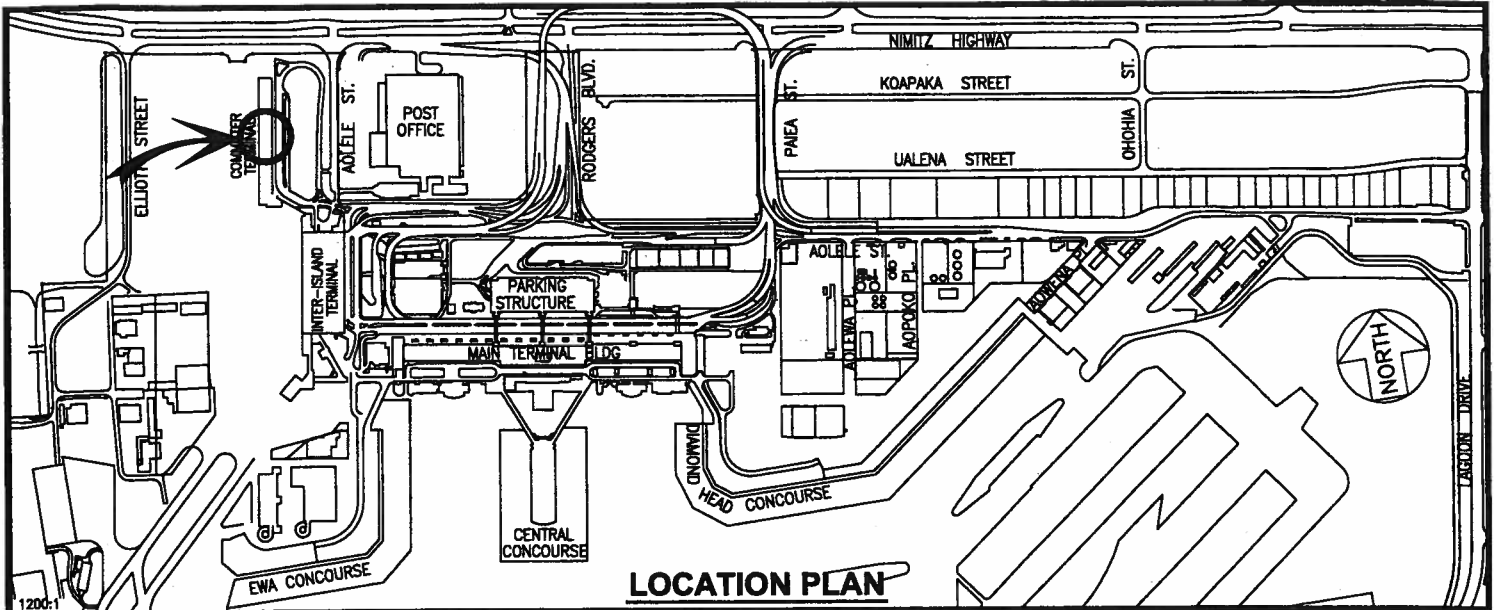 NIMITZ HIGHWAY
KOAPAKA STREET
UALENA STREET
ELLIOTT STREET
COMMUTER
TERMINAL
AOLELE ST.
POST
OFFICE
RODGERS BLVD.
PAIEA ST.
OHOHIA ST.
INTER-ISLAND
TERMINAL
PARKING
STRUCTURE
MAIN TERMINAL BLDG
AOLELE ST.
AOLEWA PL.
AOPOKO PL.
AOWENA PL.
NORTH
LAGOON DRIVE
DIAMOND
HEAD CONCOURSE
CENTRAL
CONCOURSE
EWA CONCOURSE
LOCATION PLAN
1200:1